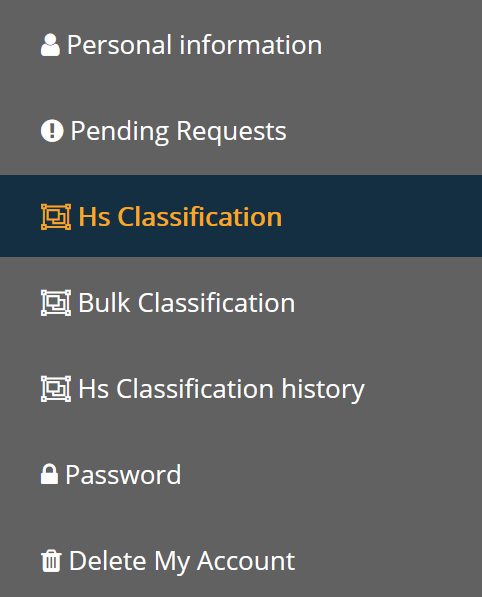 Personal information
Pending Requests
Hs Classification
Bulk Classification
Hs Classification history
Password
Delete My Account